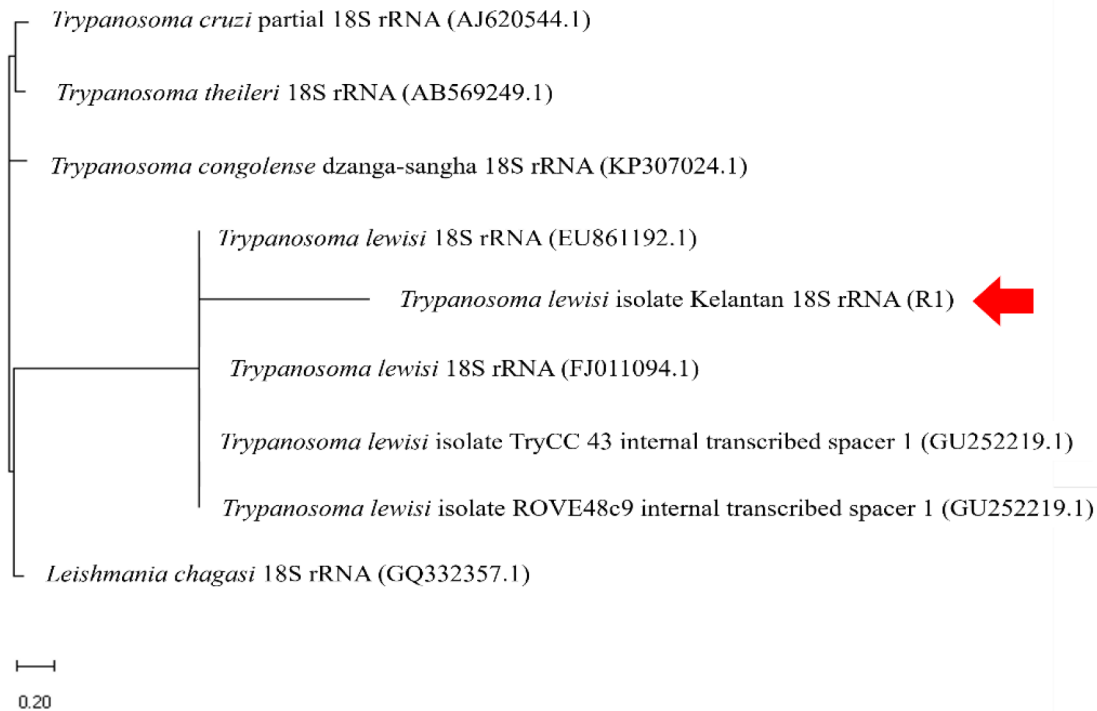 Trypanosoma cruzi partial 18S rRNA (AJ620544.1)
Trypanosoma theileri 18S rRNA (AB569249.1)
Trypanosoma congolense dzanga-sangha 18S rRNA (KP307024.1)
Trypanosoma lewisi 18S rRNA (EU861192.1)
Trypanosoma lewisi isolate Kelantan 18S rRNA (R1)
Trypanosoma lewisi 18S rRNA (FJ011094.1)
Trypanosoma lewisi isolate TryCC 43 internal transcribed spacer 1 (GU252219.1)
Trypanosoma lewisi isolate ROVE48c9 internal transcribed spacer 1 (GU252219.1)
Leishmania chagasi 18S rRNA (GQ332357.1)
0.20